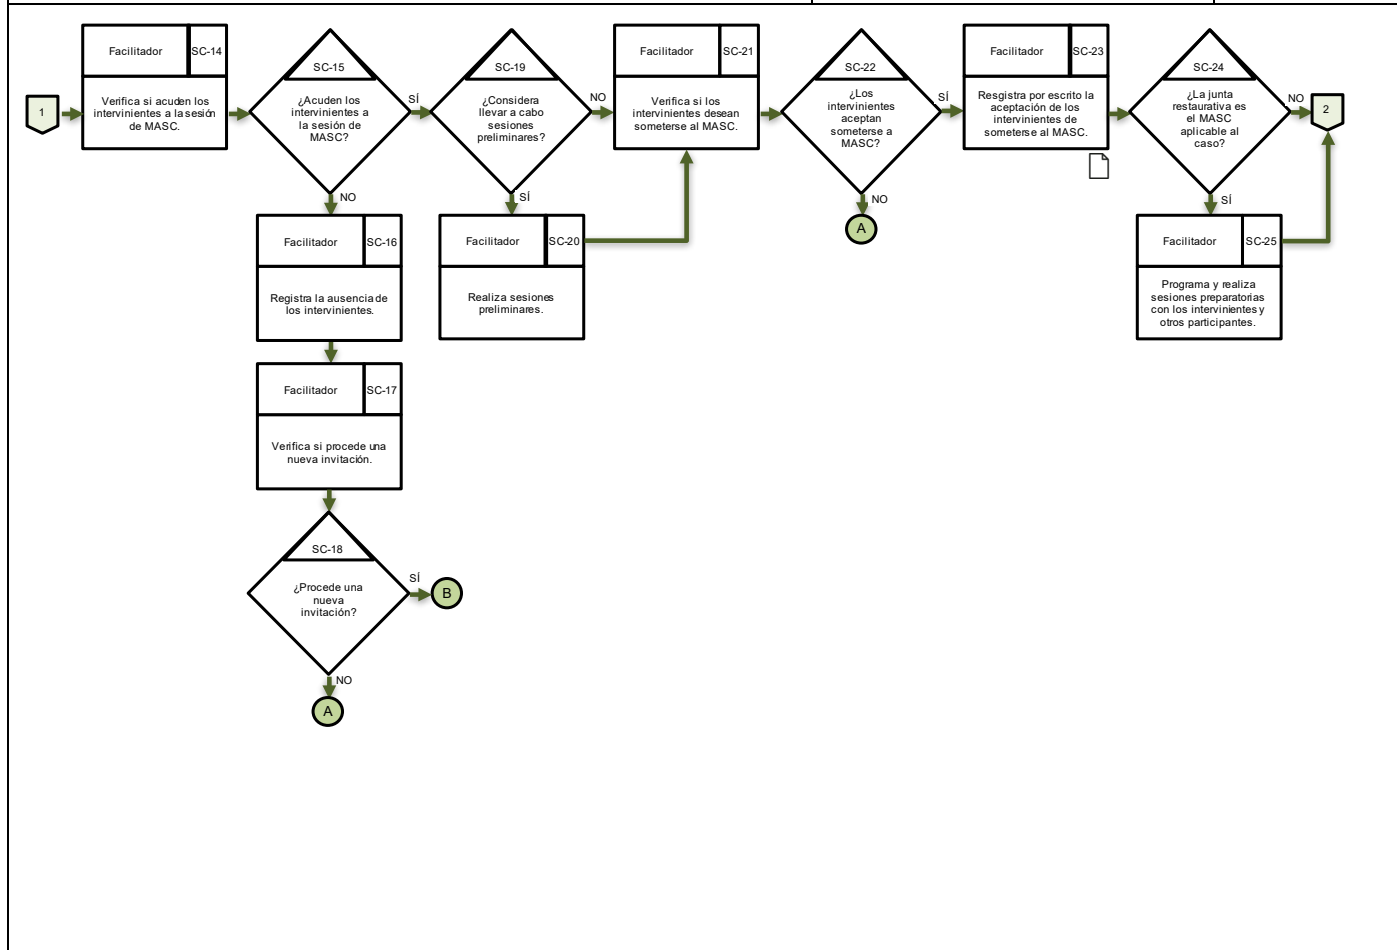 1
Facilitador
SC-14
Verifica si acuden los
intervinientes a la sesión
de MASC.
SC-15
¿Acuden los
intervinientes a
la sesión de
MASC?
SÍ
NO
SC-19
¿Considera
llevar a cabo
sesiones
preliminares?
NO
SÍ
Facilitador
SC-21
Verifica si los
intervinientes desean
someterse al MASC.
SC-22
¿Los
intervinientes
aceptan
someterse a
MASC?
SÍ
NO
A
Facilitador
SC-23
Resgistra por escrito la
aceptación de los
intervinientes de
someterse al MASC.
SC-24
¿La junta
restaurativa es
el MASC
aplicable al
caso?
NO
2
SÍ
Facilitador
SC-16
Registra la ausencia de
los intervinientes.
Facilitador
SC-20
Realiza sesiones
preliminares.
Facilitador
SC-25
Programa y realiza
sesiones preparatorias
con los intervinientes y
otros participantes.
Facilitador
SC-17
Verifica si procede una
nueva invitación.
SC-18
¿Procede una
nueva
invitación?
SÍ
B
NO
A